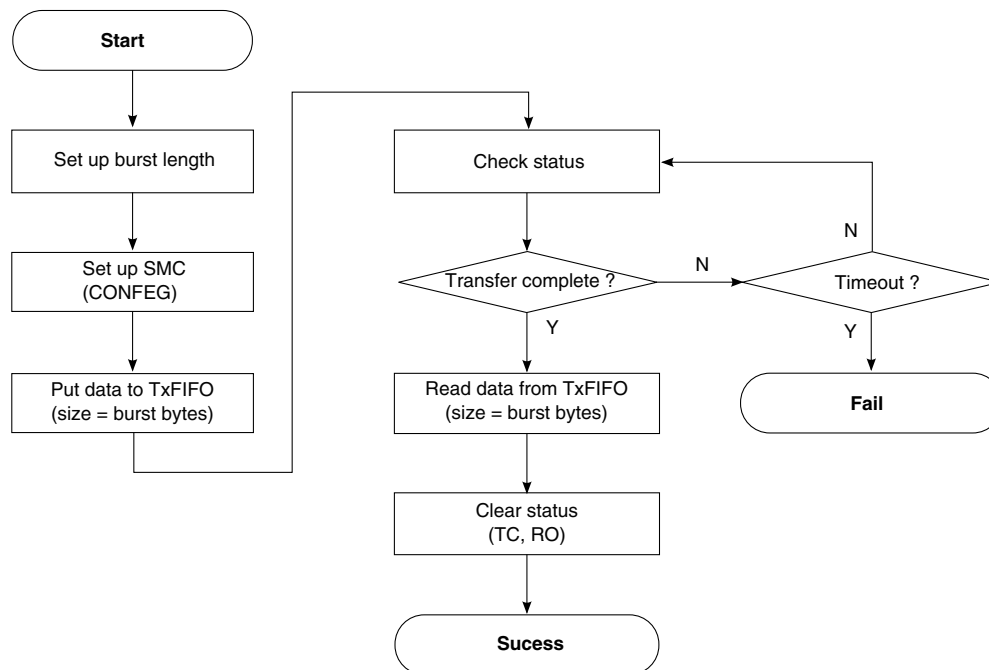 Start
Set up burst length
Set up SMC
(CONFEG)
Put data to TxFIFO
(size = burst bytes)
Check status
Transfer complete ?
N
Y
Timeout ?
N
Y
Fail
Read data from TxFIFO
(size = burst bytes)
Clear status
(TC, RO)
Sucess